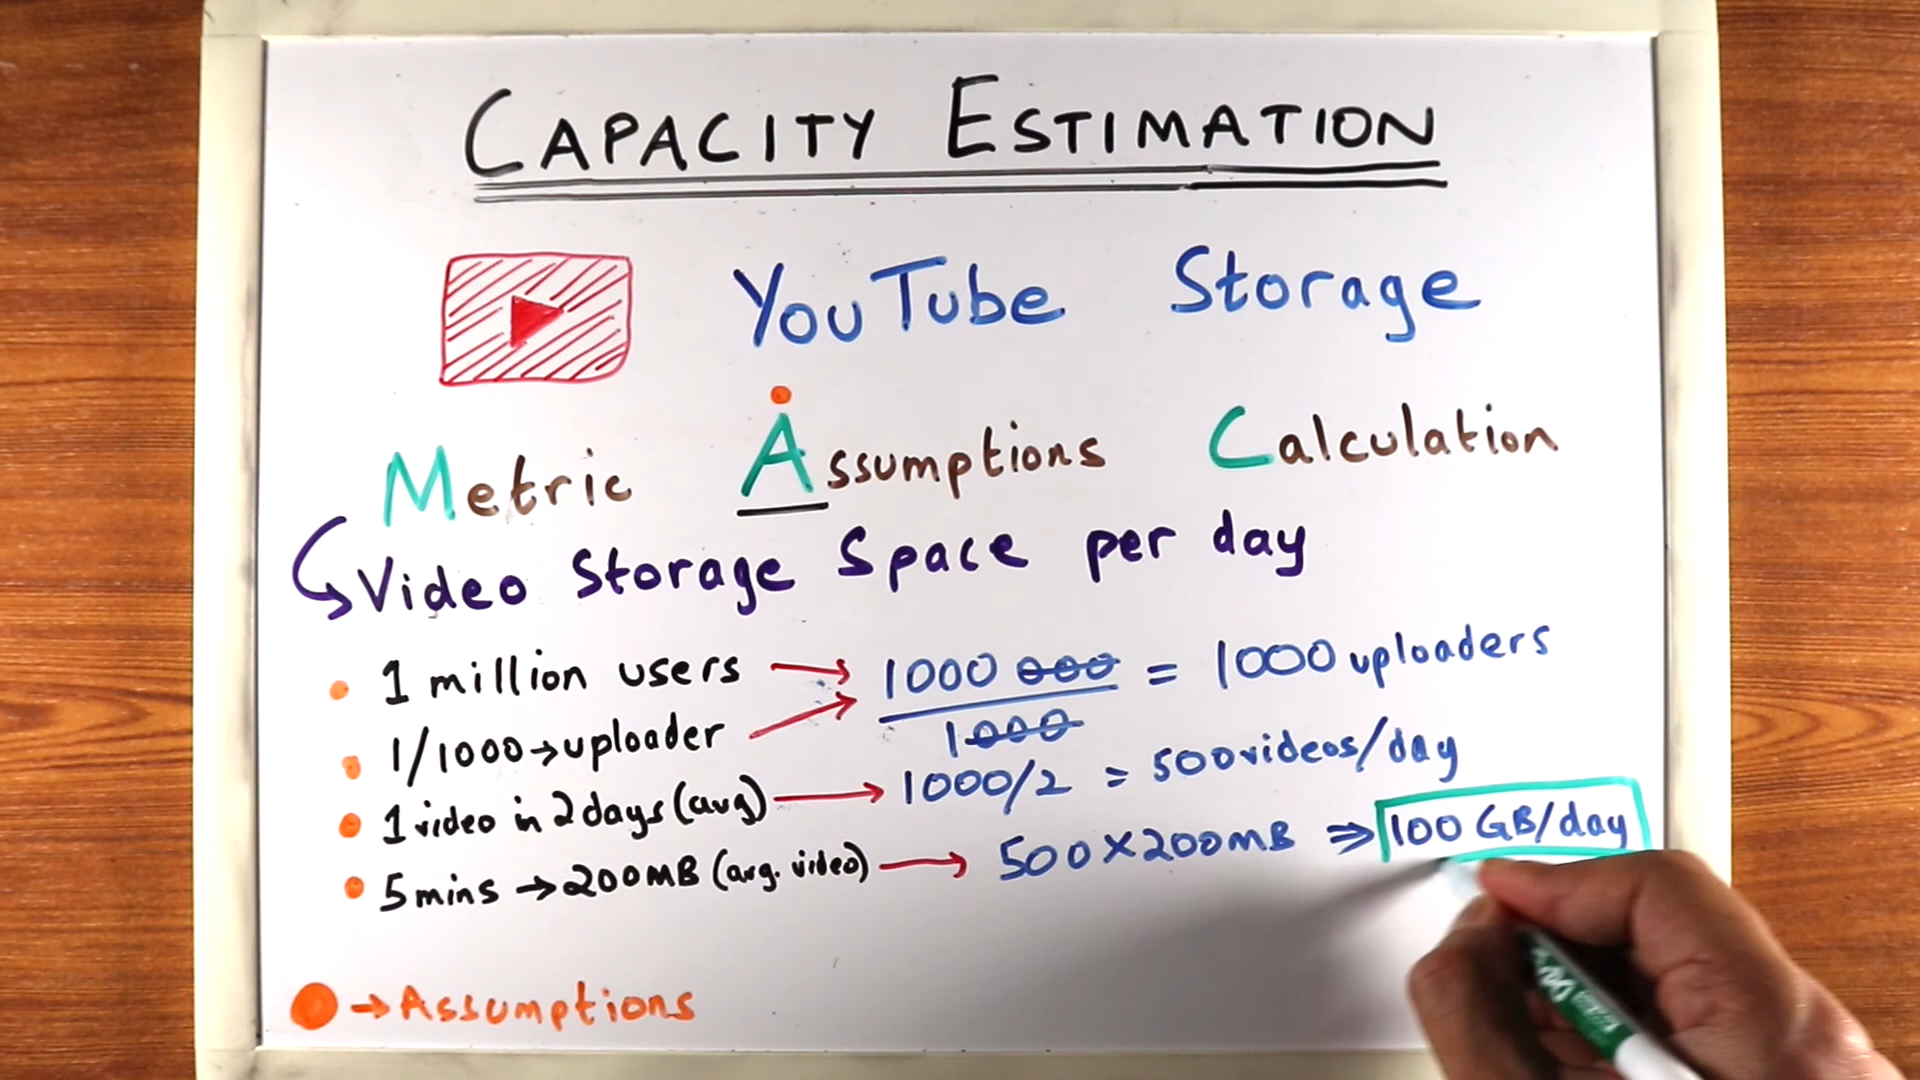 CAPACITY ESTIMATION
YouTube Storage
Metric Assumptions Calculation
Video Storage Space per day
1 million users → 1000 000 = 1000 uploaders
1/1000 → uploader 1000
1 video in 2 days (avg) → 1000/2 = 500 videos/day
5 mins → 200MB (avg. video) → 500 × 200MB ⇒ 100 GB/day
→ Assumptions